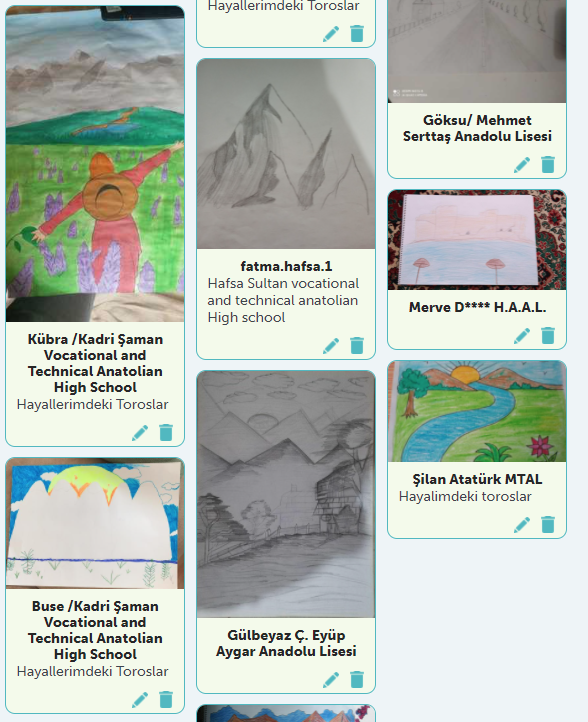 Kübra /Kadri Şaman
Vocational and
Technical Anatolian
High School
Hayallerimdeki Toroslar
Buse /Kadri Şaman
Vocational and
Technical Anatolian
High School
Hayallerimdeki Toroslar
Hayallerimdeki Toroslar
fatma.hafsa.1
Hafsa Sultan vocational
and technical anatolian
High school
Gülbeyaz Ç. Eyüp
Aygar Anadolu Lisesi
Göksu/ Mehmet
Serttaş Anadolu Lisesi
Merve D**** H.A.A.L.
Şilan Atatürk MTAL
Hayalimdeki toroslar